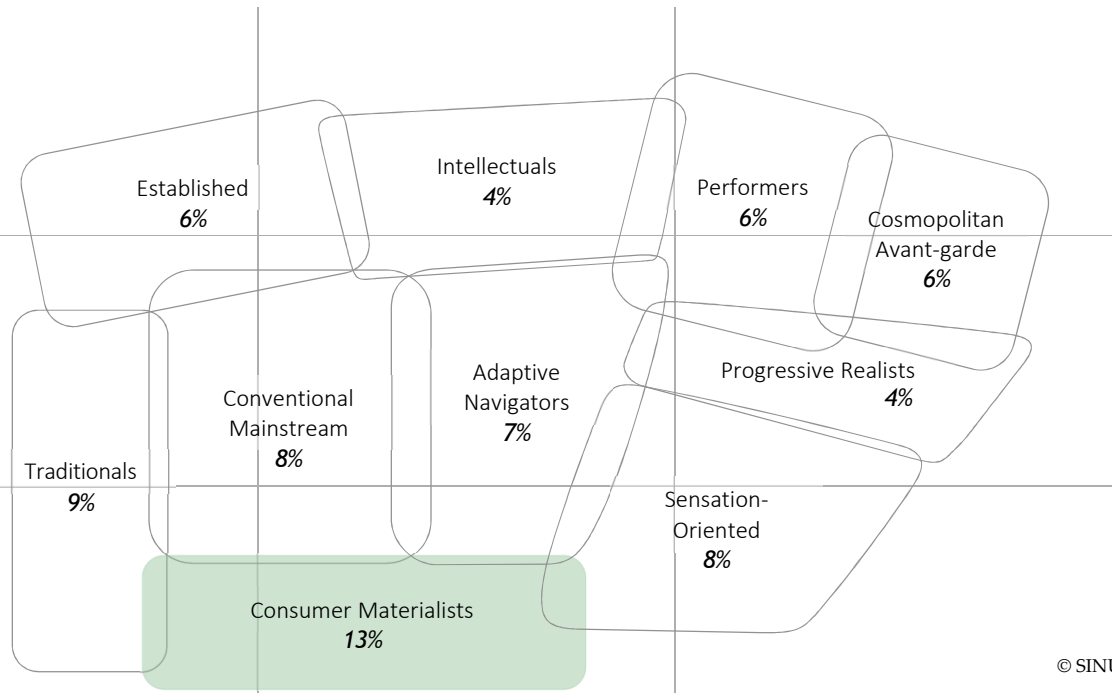 Established
6%
Intellectuals
4%
Performers
6%
Cosmopolitan
Avant-garde
6%
Progressive Realists
4%
Adaptive
Navigators
7%
Conventional
Mainstream
8%
Traditionals
9%
Sensation-
Oriented
8%
Consumer Materialists
13%
© SINU